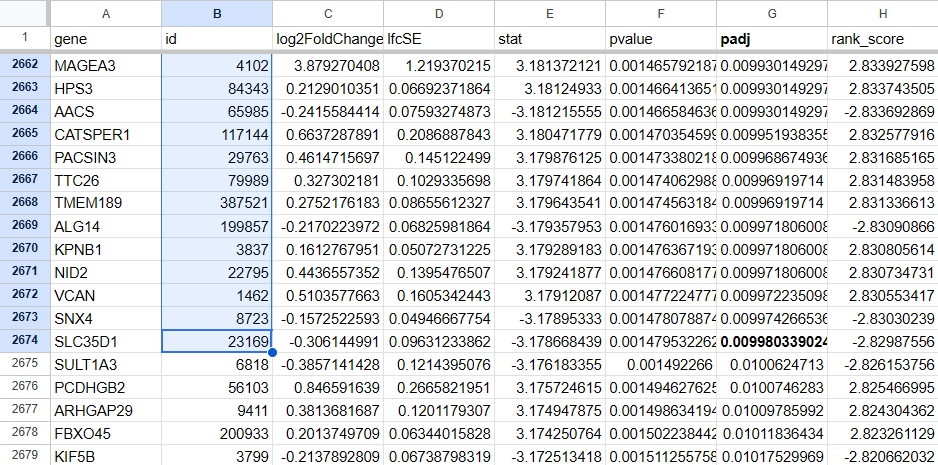 A B C D E F G H
1 gene id log2FoldChange lfcSE stat pvalue padj rank_score
2662 MAGEA3 4102 3.879270408 1.219370215 3.181372121 0.001465792187 0.009930149297 2.833927598
2663 HPS3 84343 0.2129010351 0.06692371864 3.18124933 0.001466413651 0.009930149297 2.833743505
2664 AACS 65985 -0.2415584414 0.07593274873 -3.181215555 0.001466584636 0.009930149297 -2.833692869
2665 CATSPER1 117144 0.6637287891 0.2086887843 3.180471779 0.001470354599 0.009951938355 2.832577916
2666 PACSIN3 29763 0.4614715697 0.145122499 3.179876125 0.001473380218 0.009968674936 2.831685165
2667 TTC26 79989 0.327302181 0.1029335698 3.179741864 0.001474062988 0.00996919714 2.831483958
2668 TMEM189 387521 0.2752176183 0.08655612327 3.179643541 0.001474563184 0.00996919714 2.831336613
2669 ALG14 199857 -0.2170223972 0.06825981864 -3.179357953 0.001476016933 0.009971806008 -2.83090866
2670 KPNB1 3837 0.1612767951 0.05072731225 3.179289183 0.001476367193 0.009971806008 2.830805614
2671 NID2 22795 0.4436557352 0.1395476507 3.179241877 0.001476608177 0.009971806008 2.830734731
2672 VCAN 1462 0.5103577663 0.1605342443 3.17912087 0.001477224777 0.009972235098 2.830553417
2673 SNX4 8723 -0.1572522593 0.04946667754 -3.17895333 0.001478078874 0.009974266536 -2.83030239
2674 SLC35D1 23169 -0.306144991 0.09631233862 -3.178668439 0.001479532262 0.009980339024 -2.82987556
2675 SULT1A3 6818 -0.3857141428 0.1214395076 -3.176183355 0.001492266 0.0100624713 -2.826153756
2676 PCDHGB2 56103 0.846591639 0.2665821951 3.175724615 0.001494627625 0.0100746283 2.825466995
2677 ARHGAP29 9411 0.3813681687 0.1201179307 3.174947875 0.001498634194 0.01009785992 2.824304362
2678 FBXO45 200933 0.2013749709 0.06344015828 3.174250764 0.001502238442 0.01011836434 2.823261129
2679 KIF5B 3799 -0.2137892809 0.06738798319 -3.172513418 0.001511255758 0.01017529969 -2.820662032